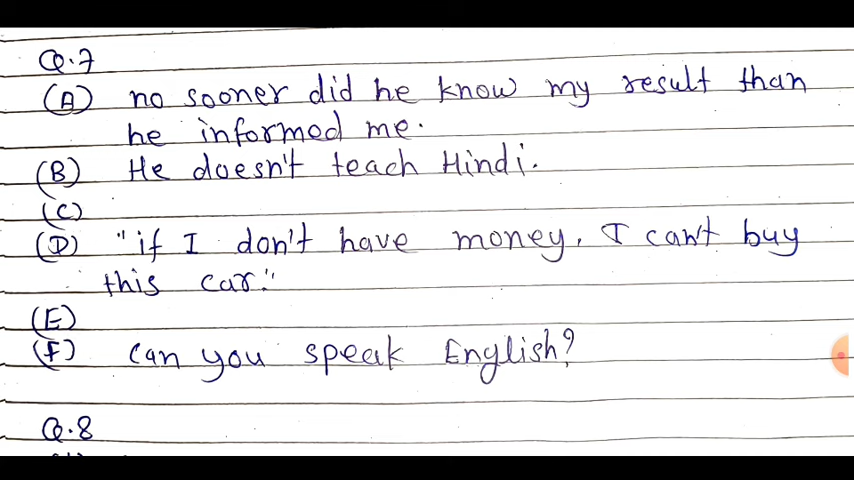 Q.7
(A) no sooner did he know my result than
he informed me.
(B) He doesn't teach Hindi.
(C)
(D) "if I don't have money, I can't buy
this car."
(E)
(F) can you speak English?
Q.8